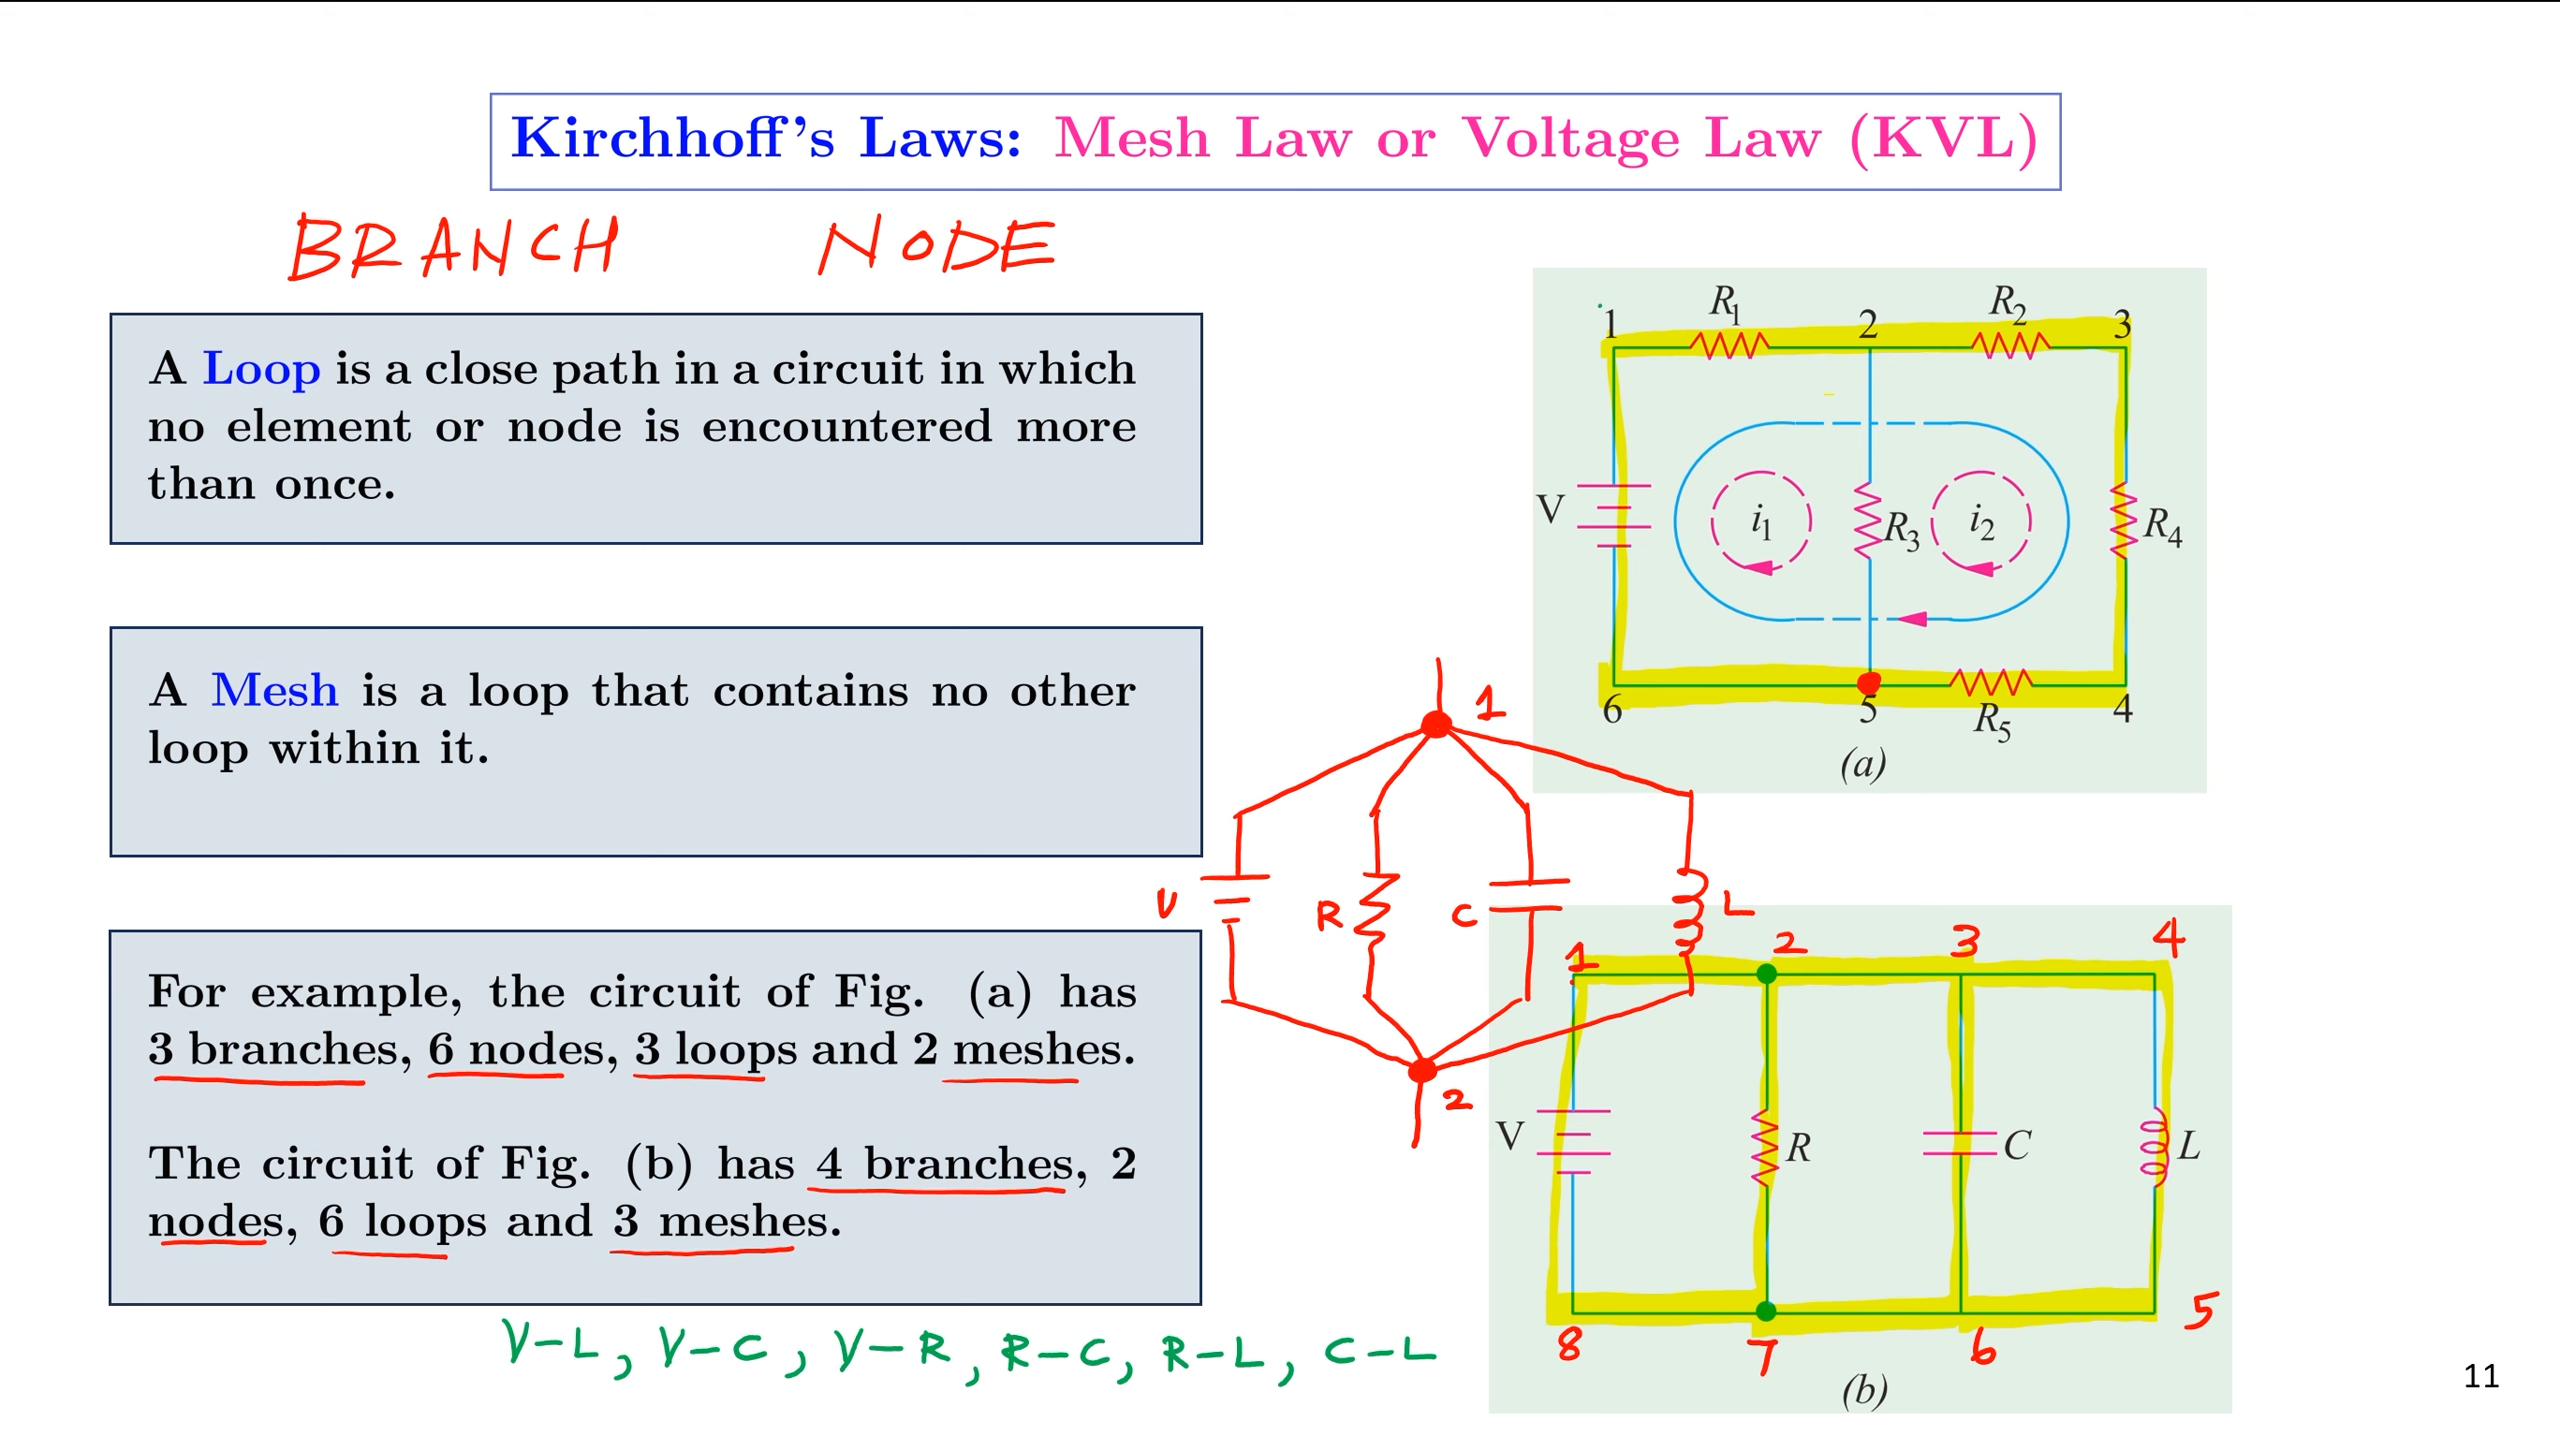 Kirchhoff's Laws: Mesh Law or Voltage Law (KVL)
BRANCH NODE
A Loop is a close path in a circuit in which
no element or node is encountered more
than once.
A Mesh is a loop that contains no other
loop within it.
For example, the circuit of Fig. (a) has
3 branches, 6 nodes, 3 loops and 2 meshes.
The circuit of Fig. (b) has 4 branches, 2
nodes, 6 loops and 3 meshes.
V-L, V-C, V-R, R-C, R-L, C-L
1 R1 2 R2 3
V i1 R3 i2 R4
6 5 R5 4
(a)
1
V R C L
2
1 2 3 4
V R C L
8 7 6 5
(b)
11